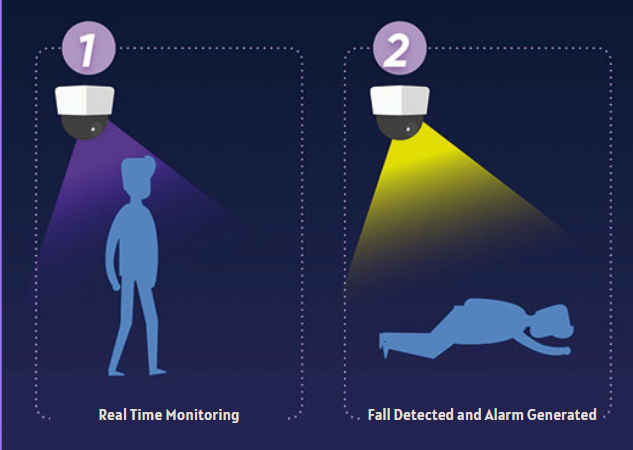 1
2
Real Time Monitoring
Fall Detected and Alarm Generated